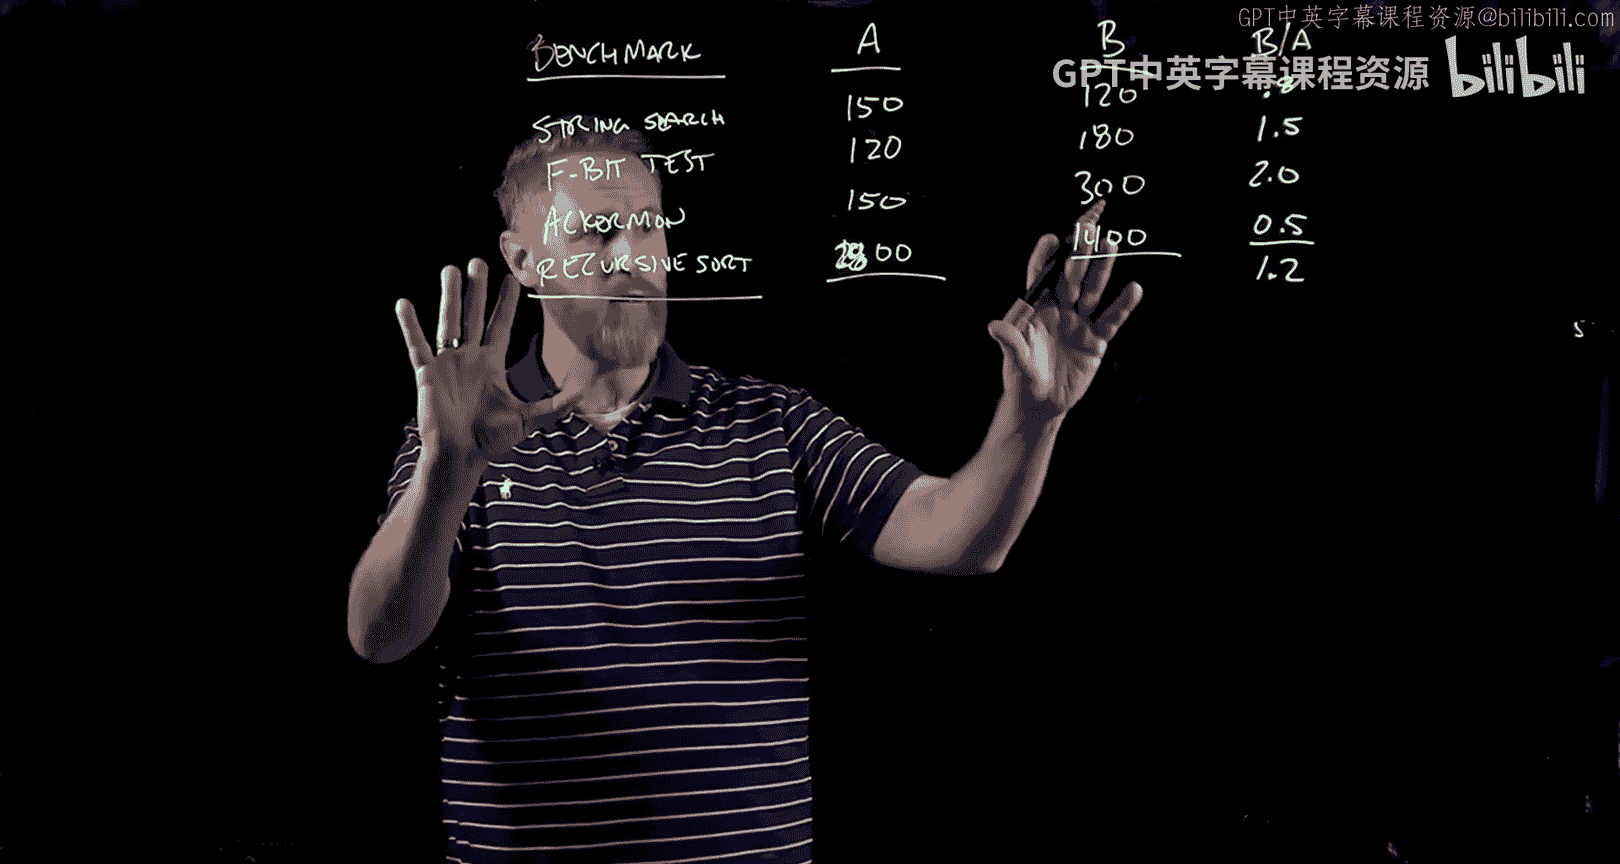 GPT中英字幕课程资源@bilibili.com
GPT中英字幕课程资源 bilibili
BENCHMARK A B B/A
STRING SEARCH 150 120 .8
F-BIT TEST 120 180 1.5
ACKERMON 150 300 2.0
RECURSIVE SORT 2800 1400 0.5
1.2
5